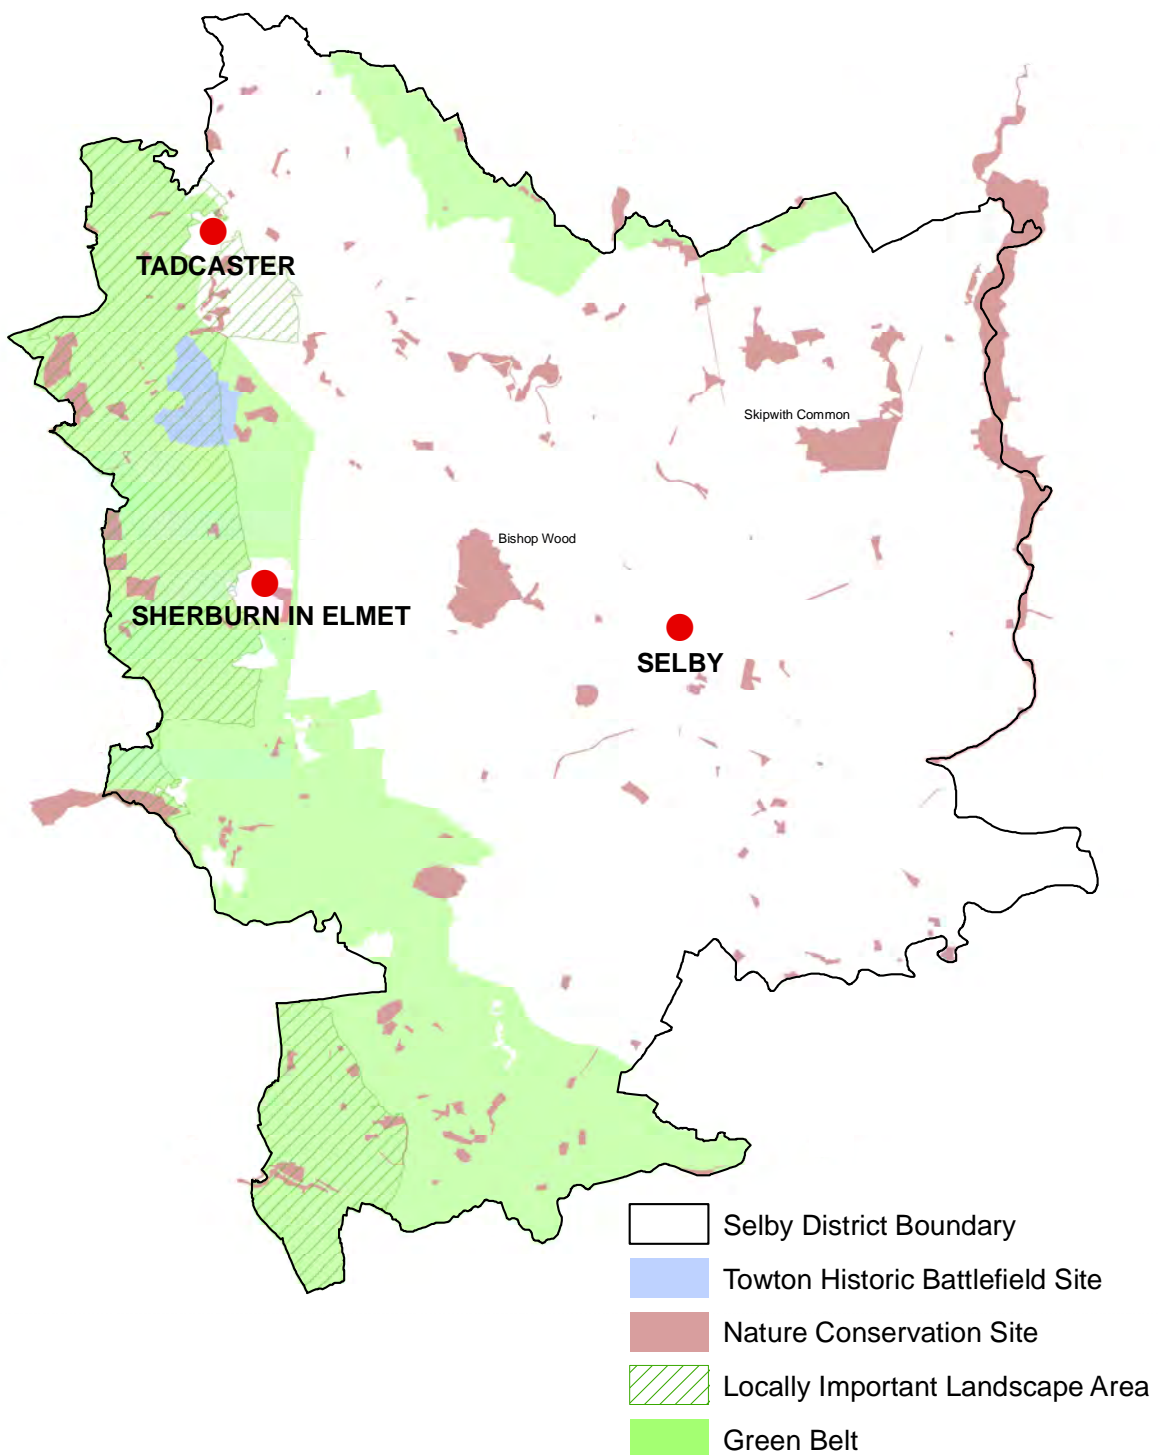 TADCASTER
Skipwith Common
Bishop Wood
SHERBURN IN ELMET
SELBY
Selby District Boundary
Towton Historic Battlefield Site
Nature Conservation Site
Locally Important Landscape Area
Green Belt